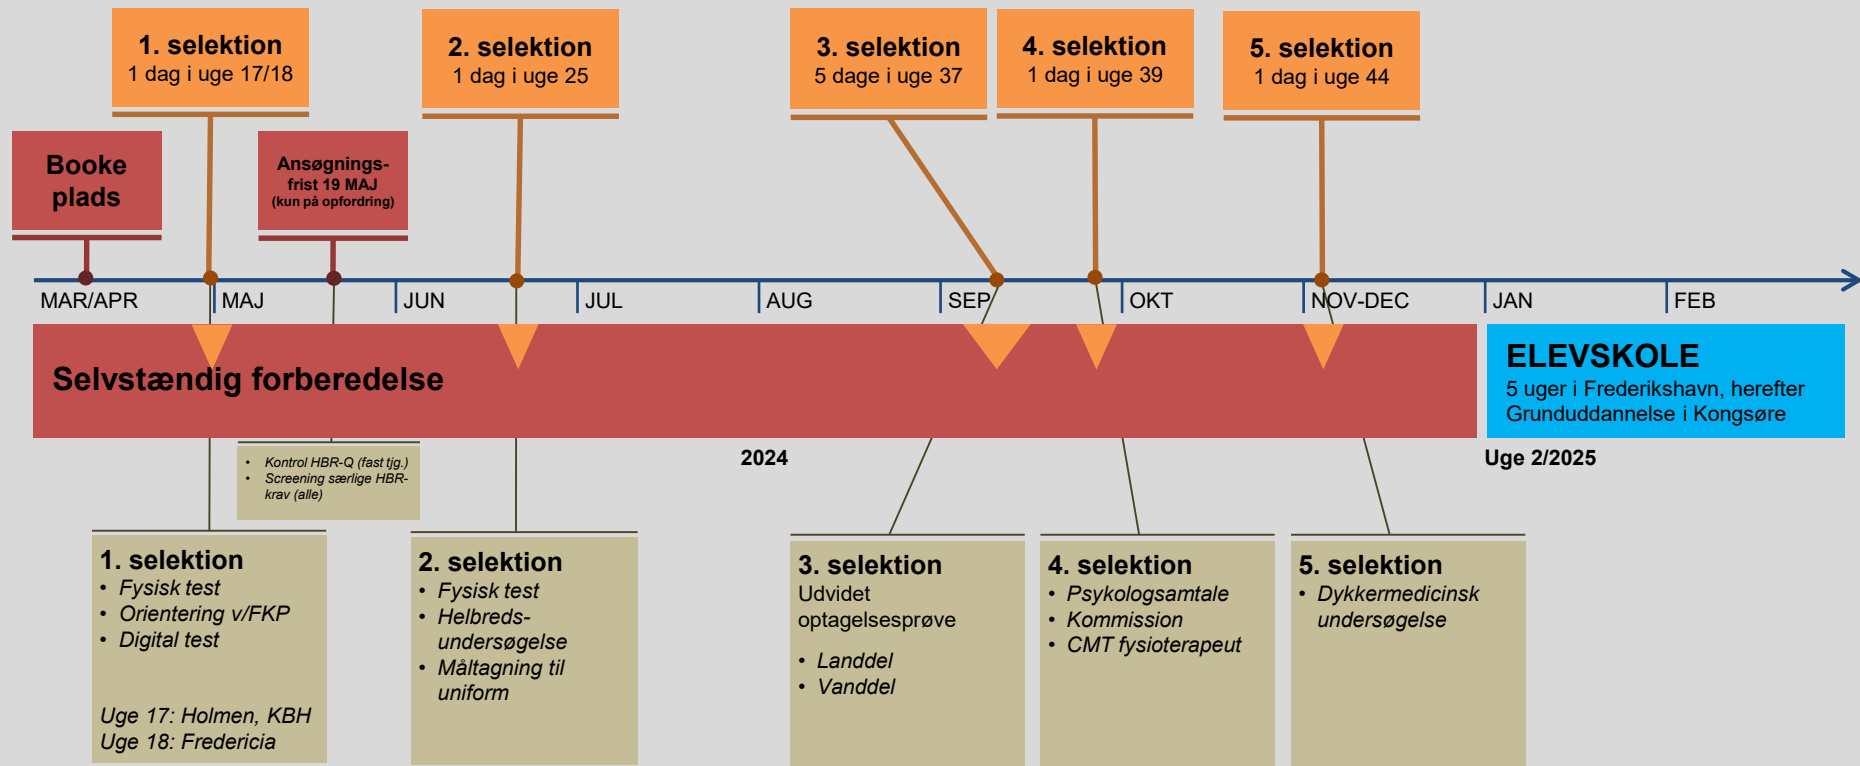 1. selektion
1 dag i uge 17/18
2. selektion
1 dag i uge 25
3. selektion
5 dage i uge 37
4. selektion
1 dag i uge 39
5. selektion
1 dag i uge 44
Booke
plads
Ansøgnings-
frist 19 MAJ
(kun på opfordring)
MAR/APR
MAJ
JUN
JUL
AUG
SEP
OKT
NOV-DEC
JAN
FEB
Selvstændig forberedelse
ELEVSKOLE
5 uger i Frederikshavn, herefter
Grunduddannelse i Kongsøre
2024
Uge 2/2025
• Kontrol HBR-Q (fast tjg.)
• Screening særlige HBR-
krav (alle)
1. selektion
• Fysisk test
• Orientering v/FKP
• Digital test
Uge 17: Holmen, KBH
Uge 18: Fredericia
2. selektion
• Fysisk test
• Helbreds-
undersøgelse
• Måltagning til
uniform
3. selektion
Udvidet
optagelsesprøve
• Landdel
• Vanddel
4. selektion
• Psykologsamtale
• Kommission
• CMT fysioterapeut
5. selektion
• Dykkermedicinsk
undersøgelse